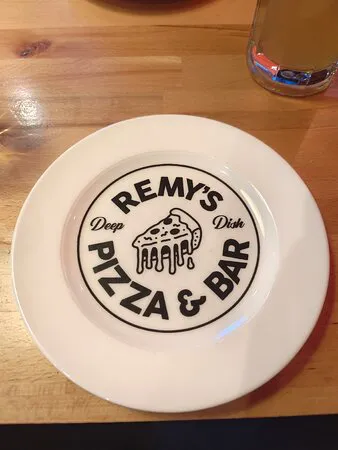 REMY'S
Deep Dish
PIZZA & BAR